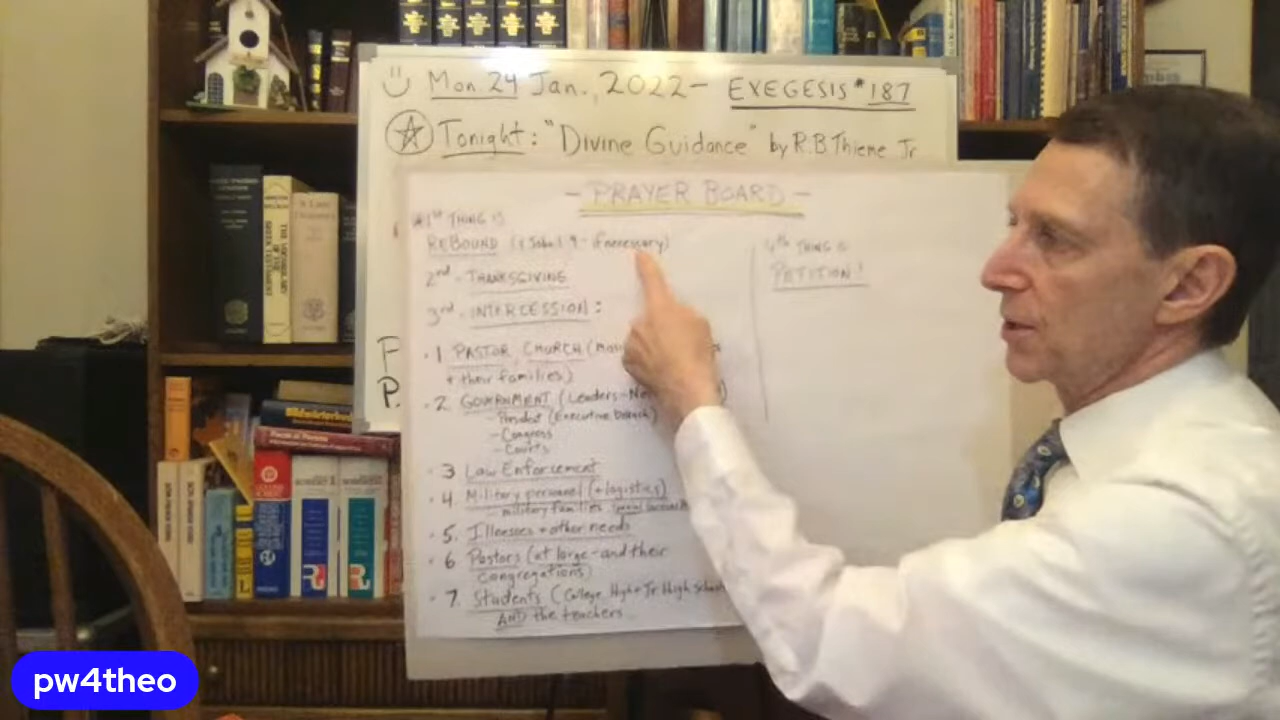 Mon 24 Jan., 2022 - EXEGESIS #187
Tonight: "Divine Guidance" by R.B. Thieme Jr
- PRAYER BOARD -
1st THING IS
REBOUND (1 John 1 9 - if necessary)
2nd - THANKSGIVING
3rd - INTERCESSION:
1 PASTOR, CHURCH
+ their families)
2 GOVERNMENT (Leaders -
- President (Executive branch)
- Congress
- Courts
3 Law Enforcement
4. Military personnel (+ logistics)
- military families
5. Illnesses + other needs
6 Pastors (at large - and their
congregations)
7. Students (College, High + Jr. High
AND the teachers
4th THING IS
PETITION!
pw4theo